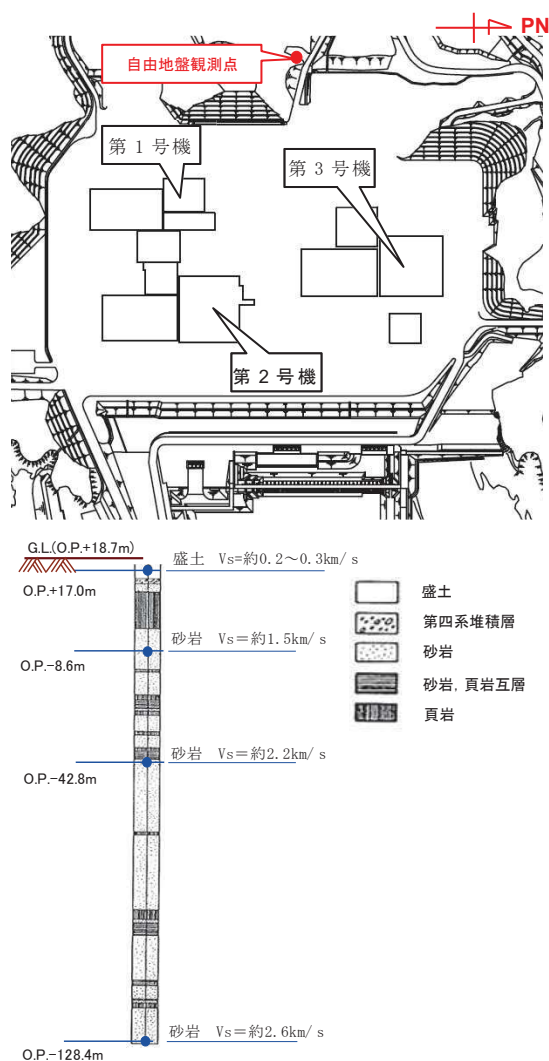 PN
自由地盤観測点
第1号機
第3号機
第2号機
G.L.(O.P.+18.7m)
盛土 Vs=約0.2～0.3km/s
O.P.+17.0m
砂岩 Vs=約1.5km/s
O.P.-8.6m
砂岩 Vs=約2.2km/s
O.P.-42.8m
砂岩 Vs=約2.6km/s
O.P.-128.4m
盛土
第四系堆積層
砂岩
砂岩, 頁岩互層
頁岩